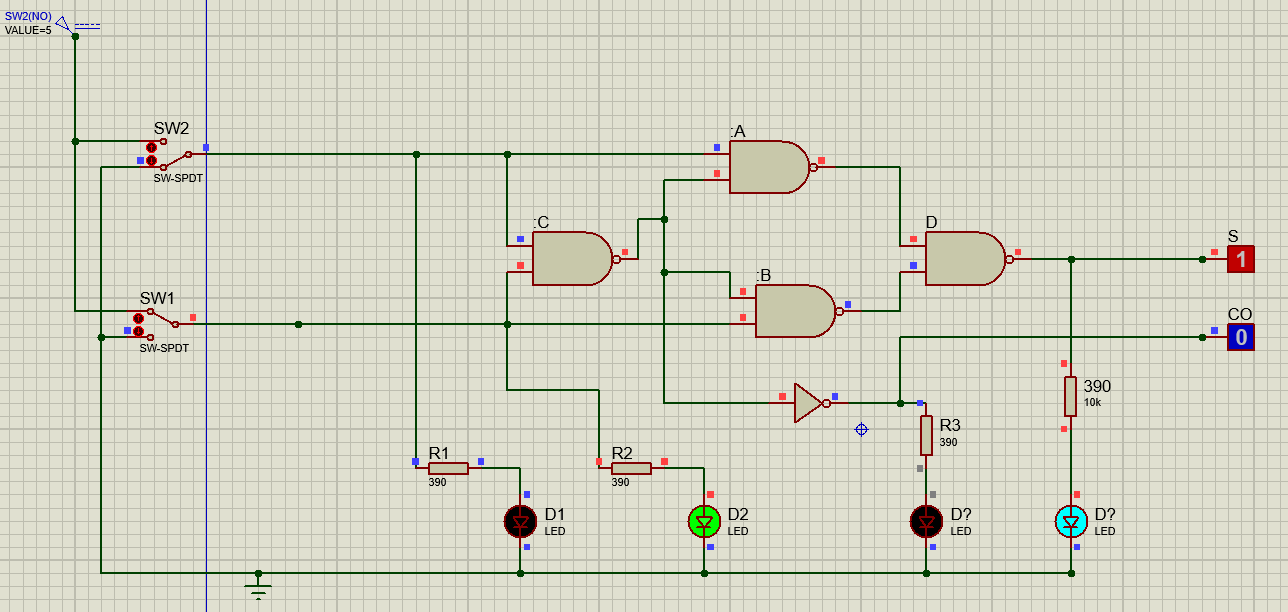 SW2(NO)
VALUE=5
SW2
SW-SPDT
:A
:C
D
S
1
:B
SW1
SW-SPDT
CO
0
390
10k
R3
390
R1
390
R2
390
D1
LED
D2
LED
D?
LED
D?
LED